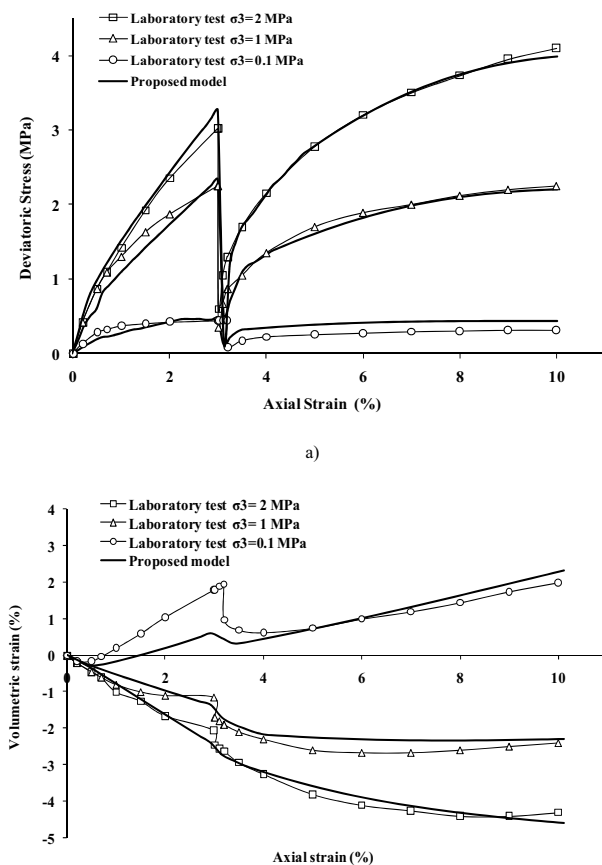 Laboratory test σ3= 2 MPa
Laboratory test σ3=1 MPa
Laboratory test σ3=0.1 MPa
Proposed model
Deviatoric Stress (MPa)
4
3
2
1
0
0 2 4 6 8 10
Axial Strain (%)
a)
Laboratory test σ3= 2 MPa
Laboratory test σ3= 1 MPa
Laboratory test σ3=0.1 MPa
Proposed model
Volumetric strain (%)
4
3
2
1
0
-1
-2
-3
-4
-5
0 2 4 6 8 10
Axial strain (%)